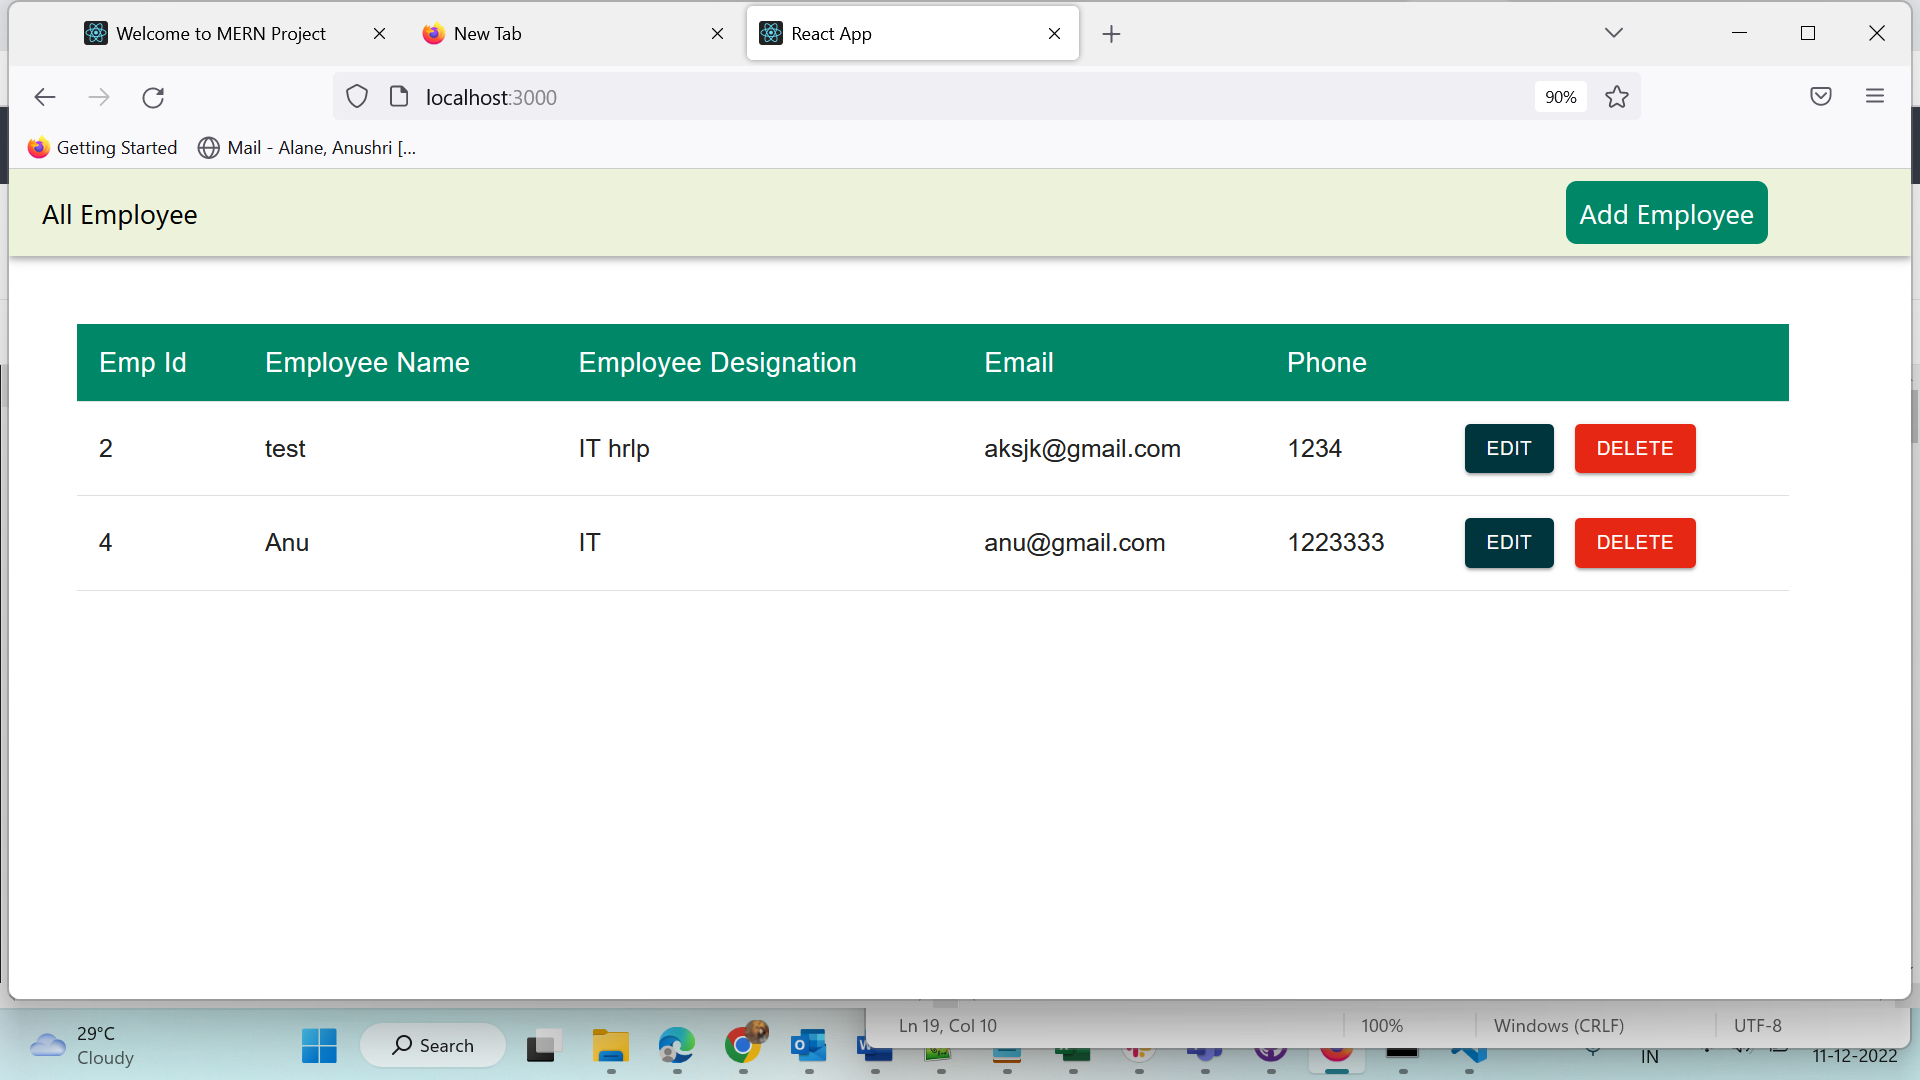 Welcome to MERN Project
New Tab
React App
localhost:3000
90%
Getting Started
Mail - Alane, Anushri [...
All Employee
Add Employee
Emp Id Employee Name Employee Designation Email Phone
2 test IT hrlp aksjk@gmail.com 1234 EDIT DELETE
4 Anu IT anu@gmail.com 1223333 EDIT DELETE
29°C
Cloudy
Search
Ln 19, Col 10
100%
Windows (CRLF)
UTF-8
IN
11-12-2022